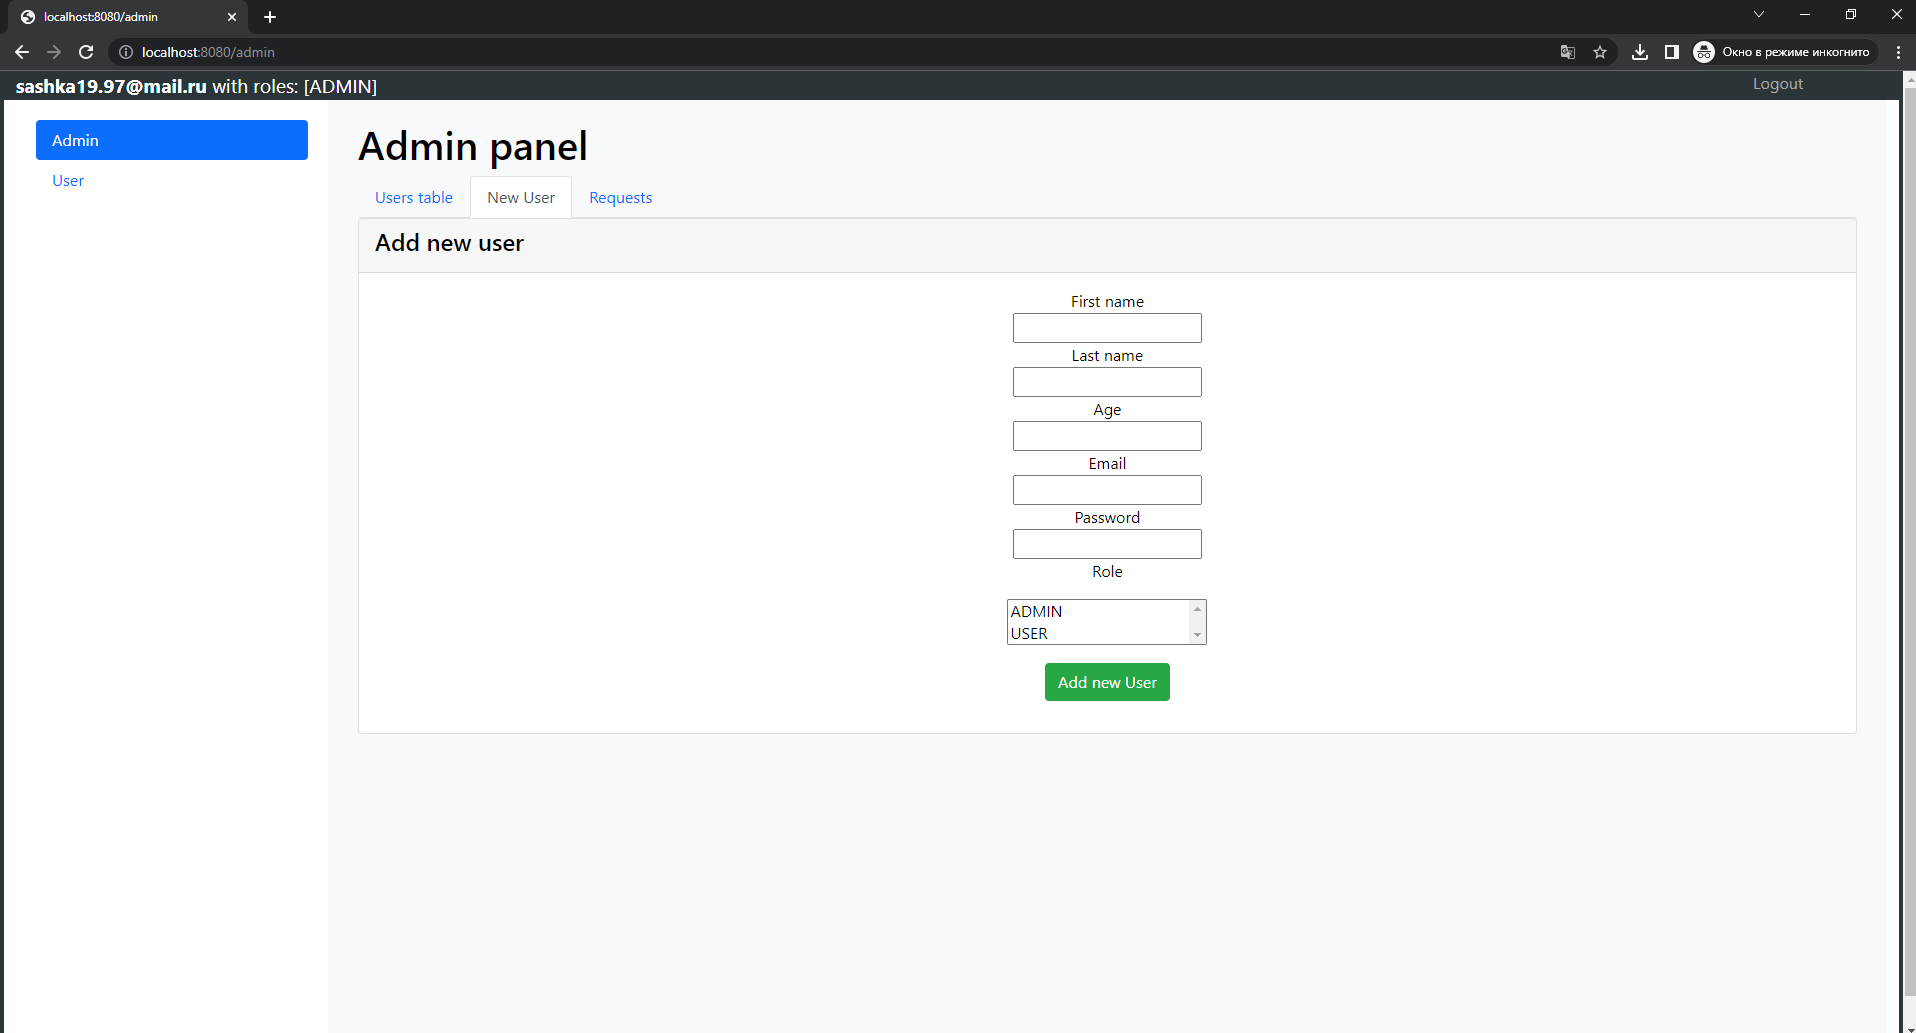 localhost:8080/admin
localhost:8080/admin
Окно в режиме инкогнито
sashka19.97@mail.ru with roles: [ADMIN]
Logout
Admin
User
Admin panel
Users table
New User
Requests
Add new user
First name
Last name
Age
Email
Password
Role
ADMIN
USER
Add new User